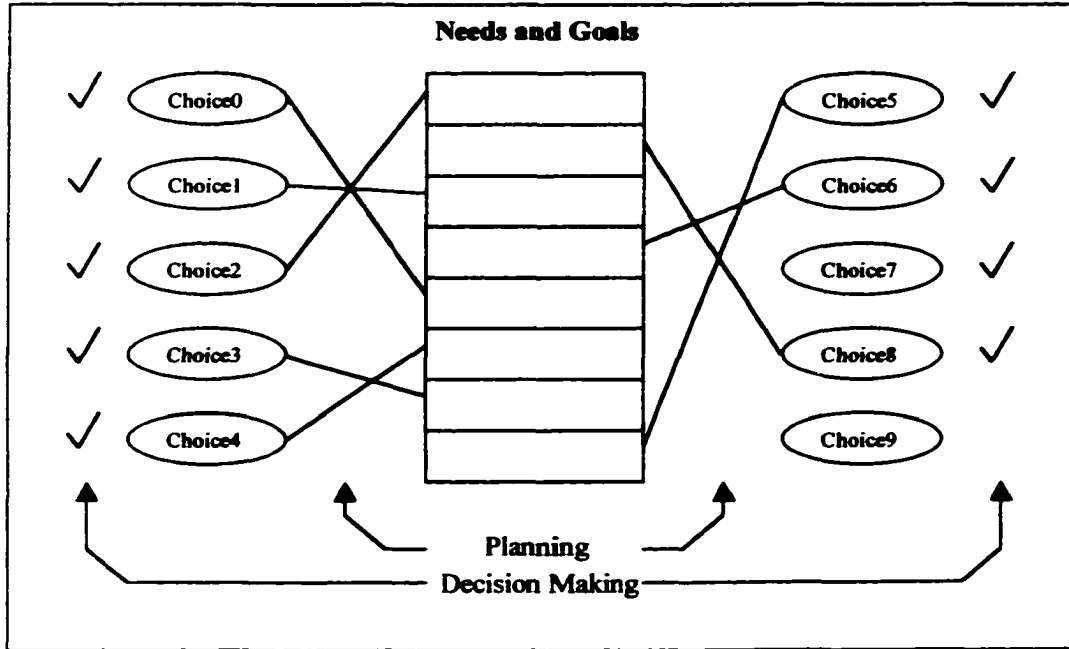 Needs and Goals
Choice0
Choice5
Choice1
Choice6
Choice2
Choice7
Choice3
Choice8
Choice4
Choice9
Planning
Decision Making